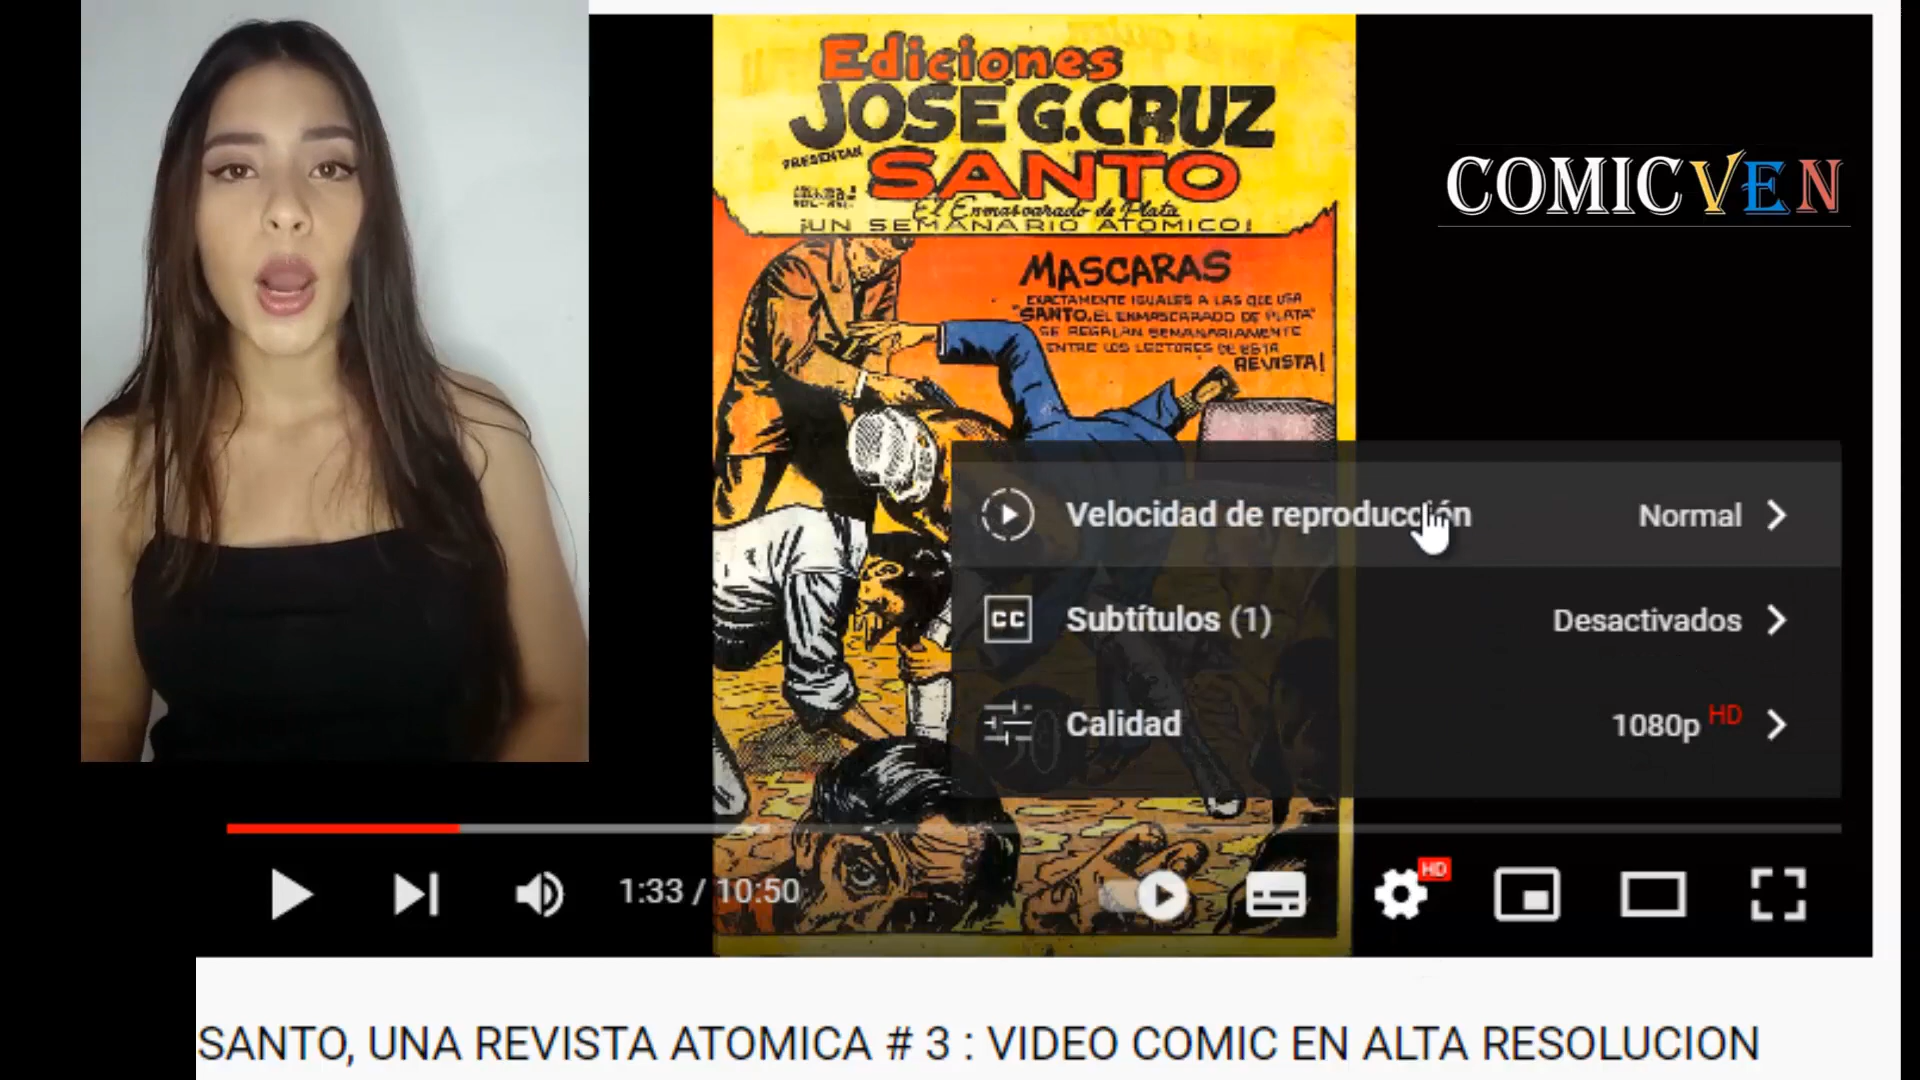 Ediciones
JOSE G. CRUZ
PRESENTAN
SANTO
El Enmascarado de Plata
¡UN SEMANARIO ATOMICO!
COMICVEN
MASCARAS
EXACTAMENTE IGUALES A LAS QUE USA
"SANTO, EL ENMASCARADO DE PLATA"
SE REGALAN SEMANARIAMENTE
ENTRE LOS LECTORES DE ESTA
REVISTA!
Velocidad de reproducción Normal
CC Subtítulos (1) Desactivados
Calidad 1080p HD
1:33 / 10:50
HD
SANTO, UNA REVISTA ATOMICA # 3 : VIDEO COMIC EN ALTA RESOLUCION